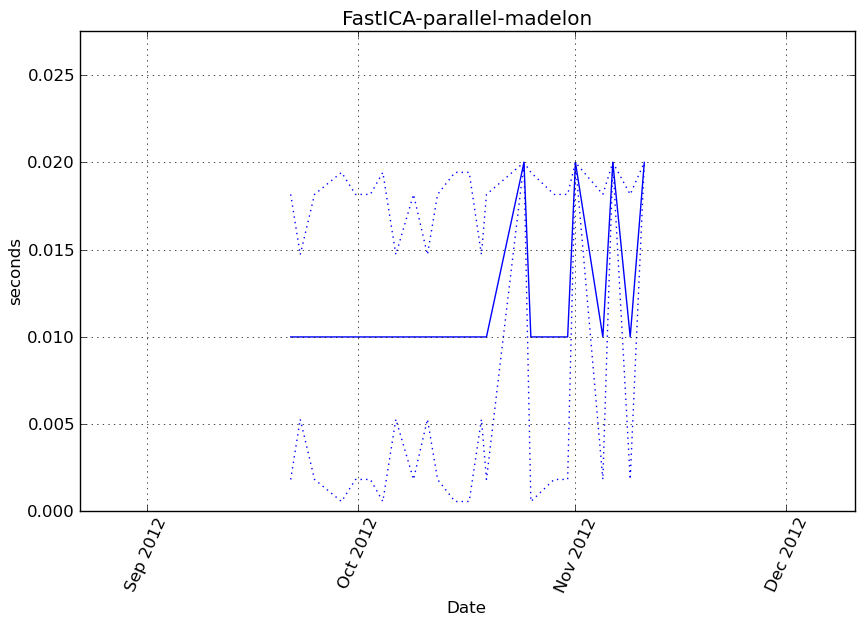 FastICA-parallel-madelon
0.025
0.020
0.015
0.010
0.005
0.000
seconds
Sep 2012
Oct 2012
Nov 2012
Dec 2012
Date